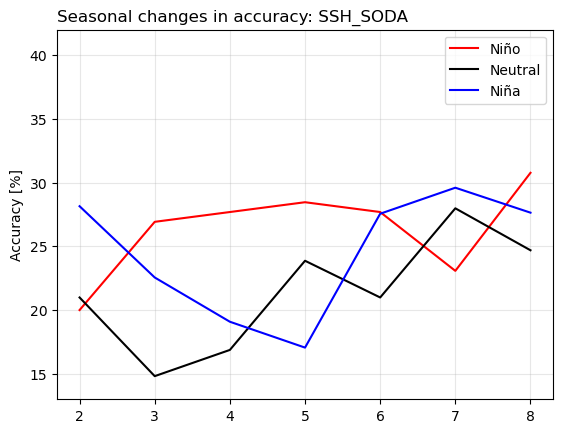 Seasonal changes in accuracy: SSH_SODA
Niño
Neutral
Niña
Accuracy [%]
40
35
30
25
20
15
2 3 4 5 6 7 8